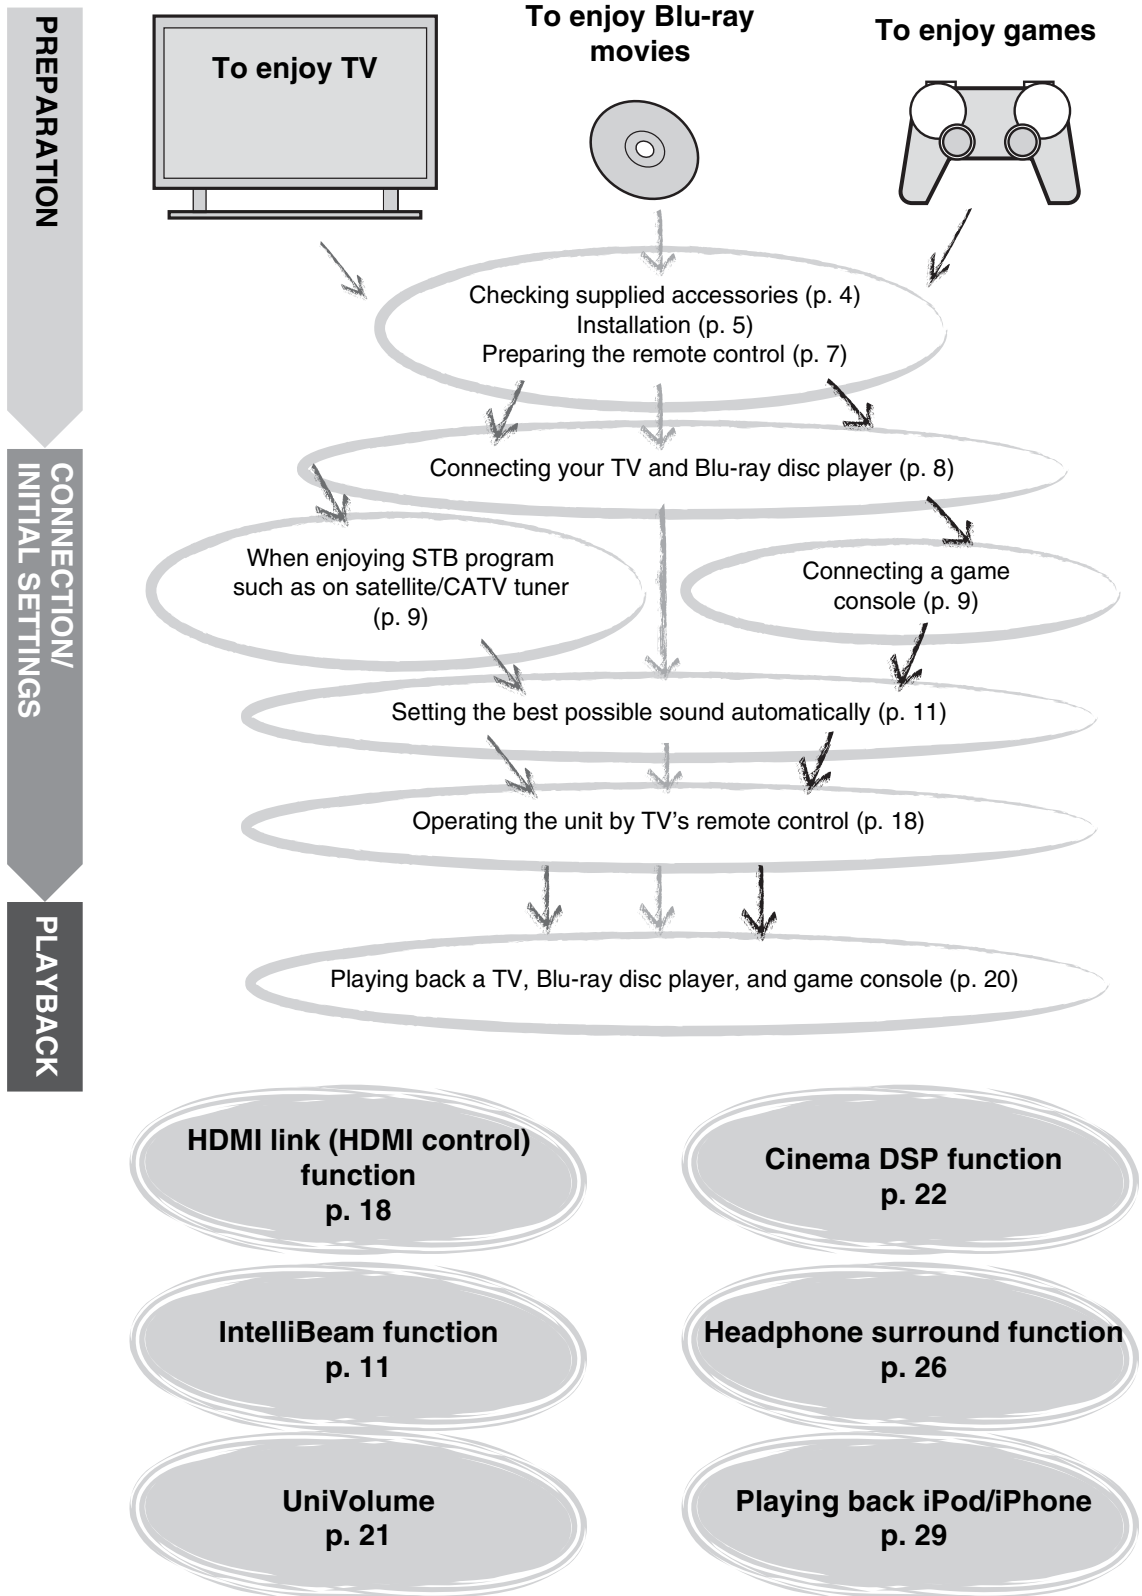 PREPARATION
To enjoy TV
To enjoy Blu-ray
movies
To enjoy games
Checking supplied accessories (p. 4)
Installation (p. 5)
Preparing the remote control (p. 7)
CONNECTION/
INITIAL SETTINGS
Connecting your TV and Blu-ray disc player (p. 8)
When enjoying STB program
such as on satellite/CATV tuner
(p. 9)
Connecting a game
console (p. 9)
Setting the best possible sound automatically (p. 11)
Operating the unit by TV's remote control (p. 18)
PLAYBACK
Playing back a TV, Blu-ray disc player, and game console (p. 20)
HDMI link (HDMI control)
function
p. 18
Cinema DSP function
p. 22
IntelliBeam function
p. 11
Headphone surround function
p. 26
UniVolume
p. 21
Playing back iPod/iPhone
p. 29